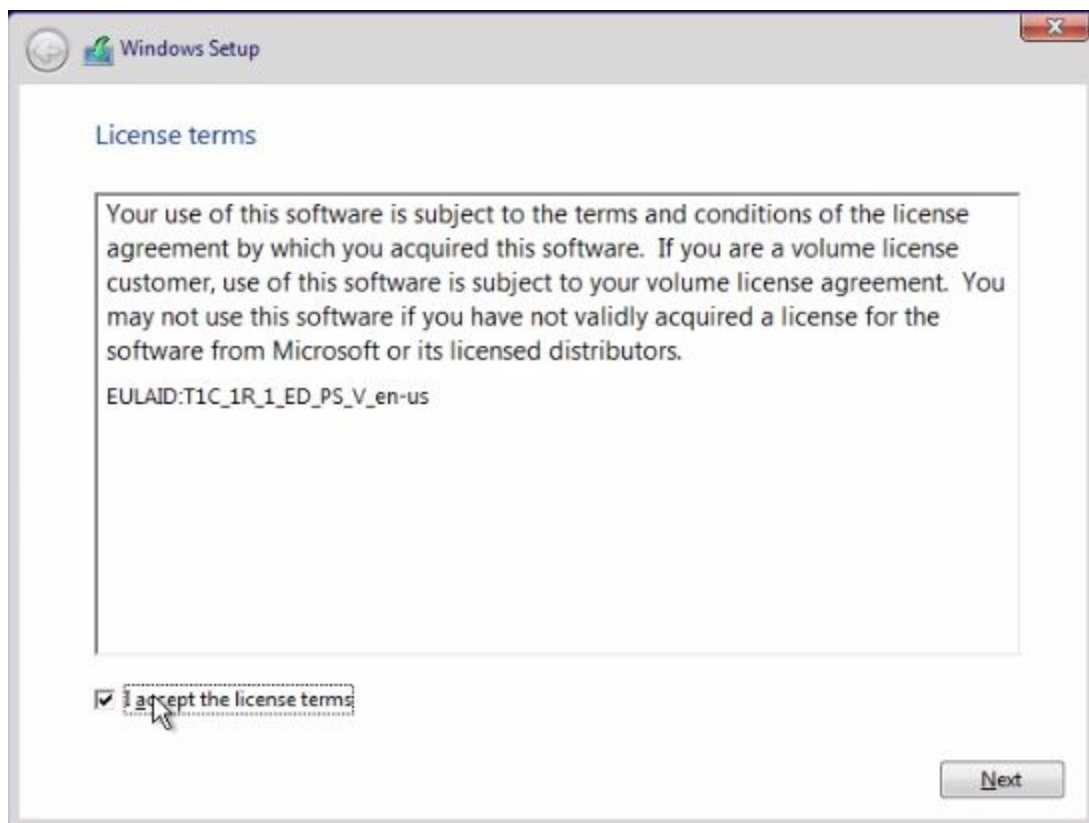 Windows Setup
License terms
Your use of this software is subject to the terms and conditions of the license
agreement by which you acquired this software.  If you are a volume license
customer, use of this software is subject to your volume license agreement.  You
may not use this software if you have not validly acquired a license for the
software from Microsoft or its licensed distributors.
EULAID:T1C_1R_1_ED_PS_V_en-us
I accept the license terms
Next